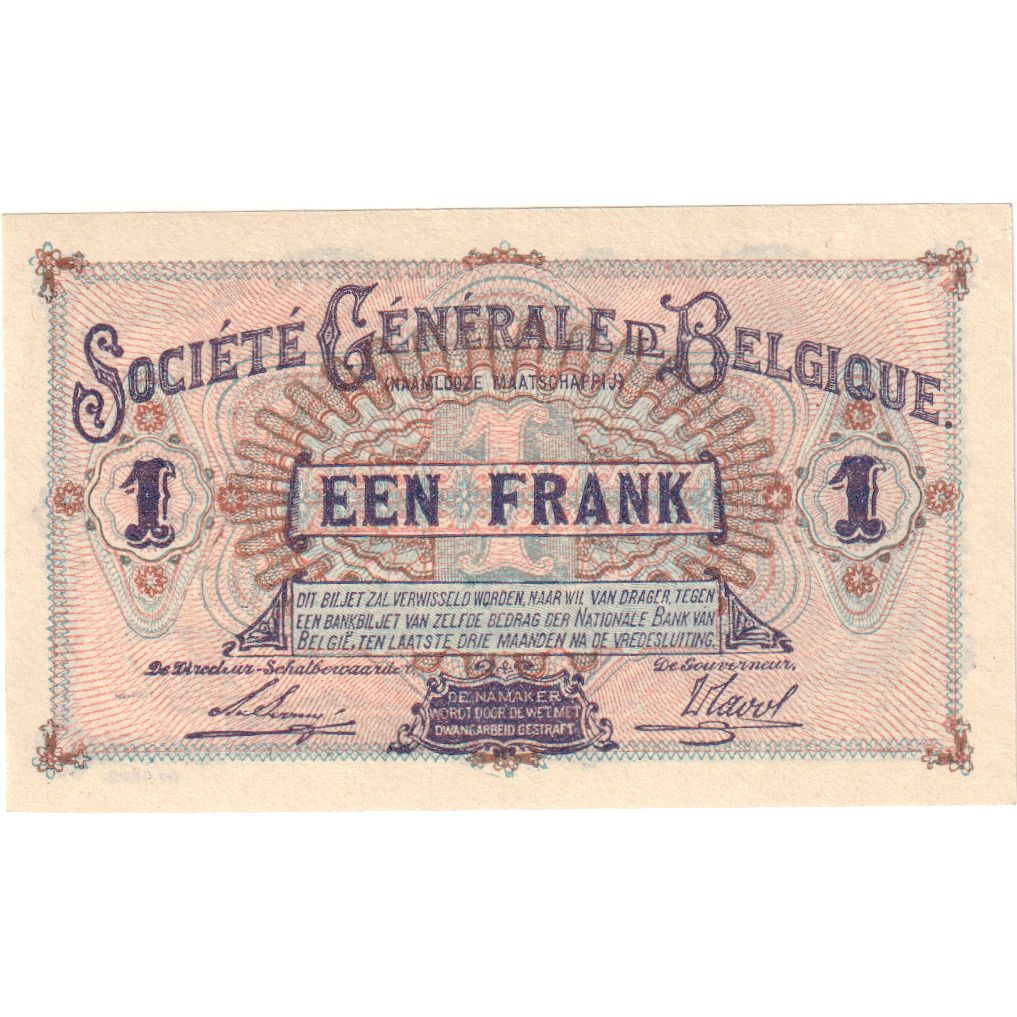 SOCIÉTÉ GÉNÉRALE DE BELGIQUE.
(NAAMLOOZE MAATSCHAPPIJ)
1 EEN FRANK 1
DIT BILJET ZAL VERWISSELD WORDEN, NAAR WIL VAN DRAGER, TEGEN
EEN BANKBILJET VAN ZELFDE BEDRAG DER NATIONALE BANK VAN
BELGIË, TEN LAATSTE DRIE MAANDEN NA DE VREDESLUITING.
De Directeur-Schatbewaarder De Gouverneur,
DE NAMAKER
WORDT DOOR DE WET MET
DWANGARBEID GESTRAFT.